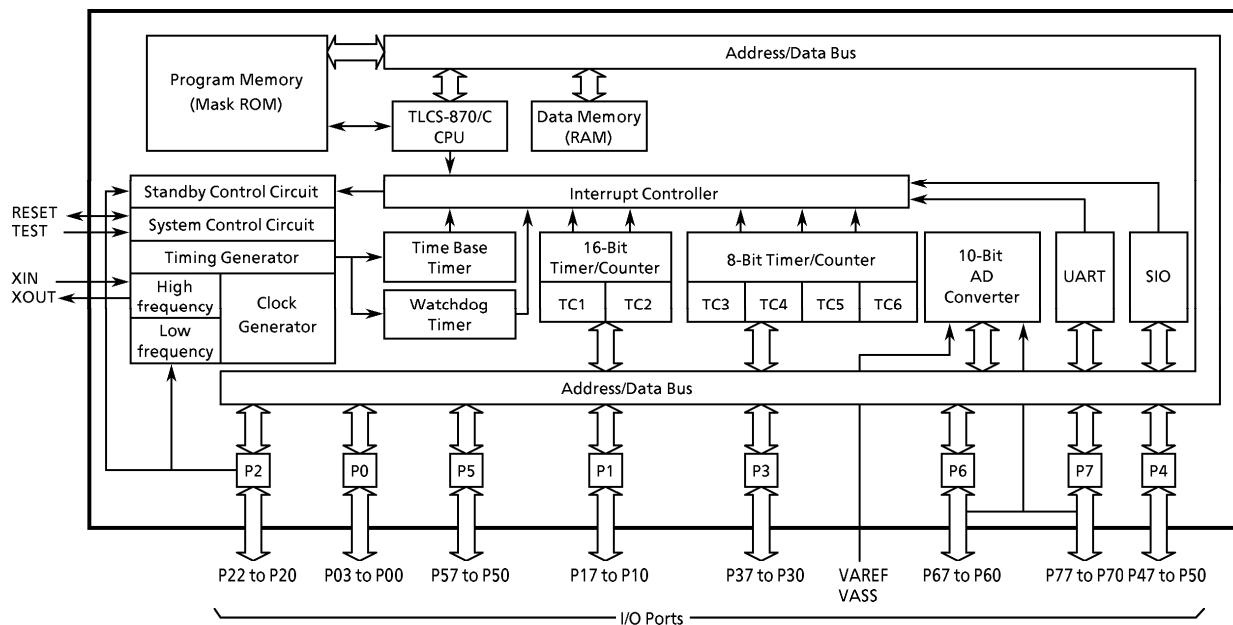 Address/Data Bus
Program Memory
(Mask ROM)
TLCS-870/C
CPU
Data Memory
(RAM)
Standby Control Circuit
Interrupt Controller
RESET
System Control Circuit
TEST
Timing Generator
Time Base
Timer
16-Bit
Timer/Counter
8-Bit Timer/Counter
10-Bit
AD
Converter
UART
SIO
XIN
XOUT
High
frequency
Clock
Generator
Low
frequency
Watchdog
Timer
TC1
TC2
TC3
TC4
TC5
TC6
Address/Data Bus
P2
P0
P5
P1
P3
P6
P7
P4
P22 to P20
P03 to P00
P57 to P50
P17 to P10
P37 to P30
VAREF
VASS
P67 to P60
P77 to P70
P47 to P50
I/O Ports